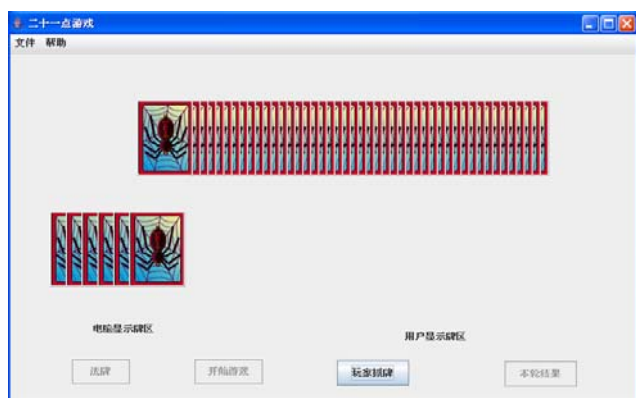 二十一点游戏
文件 帮助
电脑显示牌区
用户显示牌区
洗牌 开始游戏 玩家抓牌 本轮结果